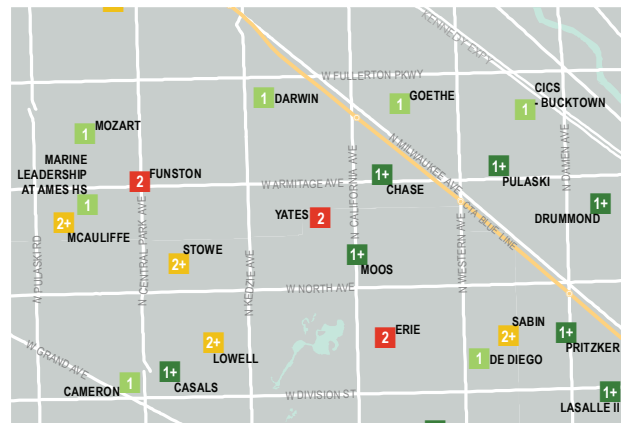 KENNEDY EXPY
W FULLERTON PKWY
CICS
- BUCKTOWN
1
DARWIN
1
GOETHE
1
1
MOZART
N MILWAUKEE AVE
N DAMEN AVE
MARINE
LEADERSHIP
AT AMES HS
2
FUNSTON
W ARMITAGE AVE
N CALIFORNIA AVE
1+
CHASE
1+
PULASKI
1
2+
MCAULIFFE
YATES
2
CTA BLUE LINE
1+
DRUMMOND
N PULASKI RD
N CENTRAL PARK AVE
2+
STOWE
N KEDZIE AVE
1+
MOOS
N WESTERN AVE
W NORTH AVE
2+
LOWELL
2
ERIE
SABIN
2+
1+
PRITZKER
W GRAND AVE
1
DE DIEGO
CAMERON
1
1+
CASALS
W DIVISION ST
1+
LASALLE II